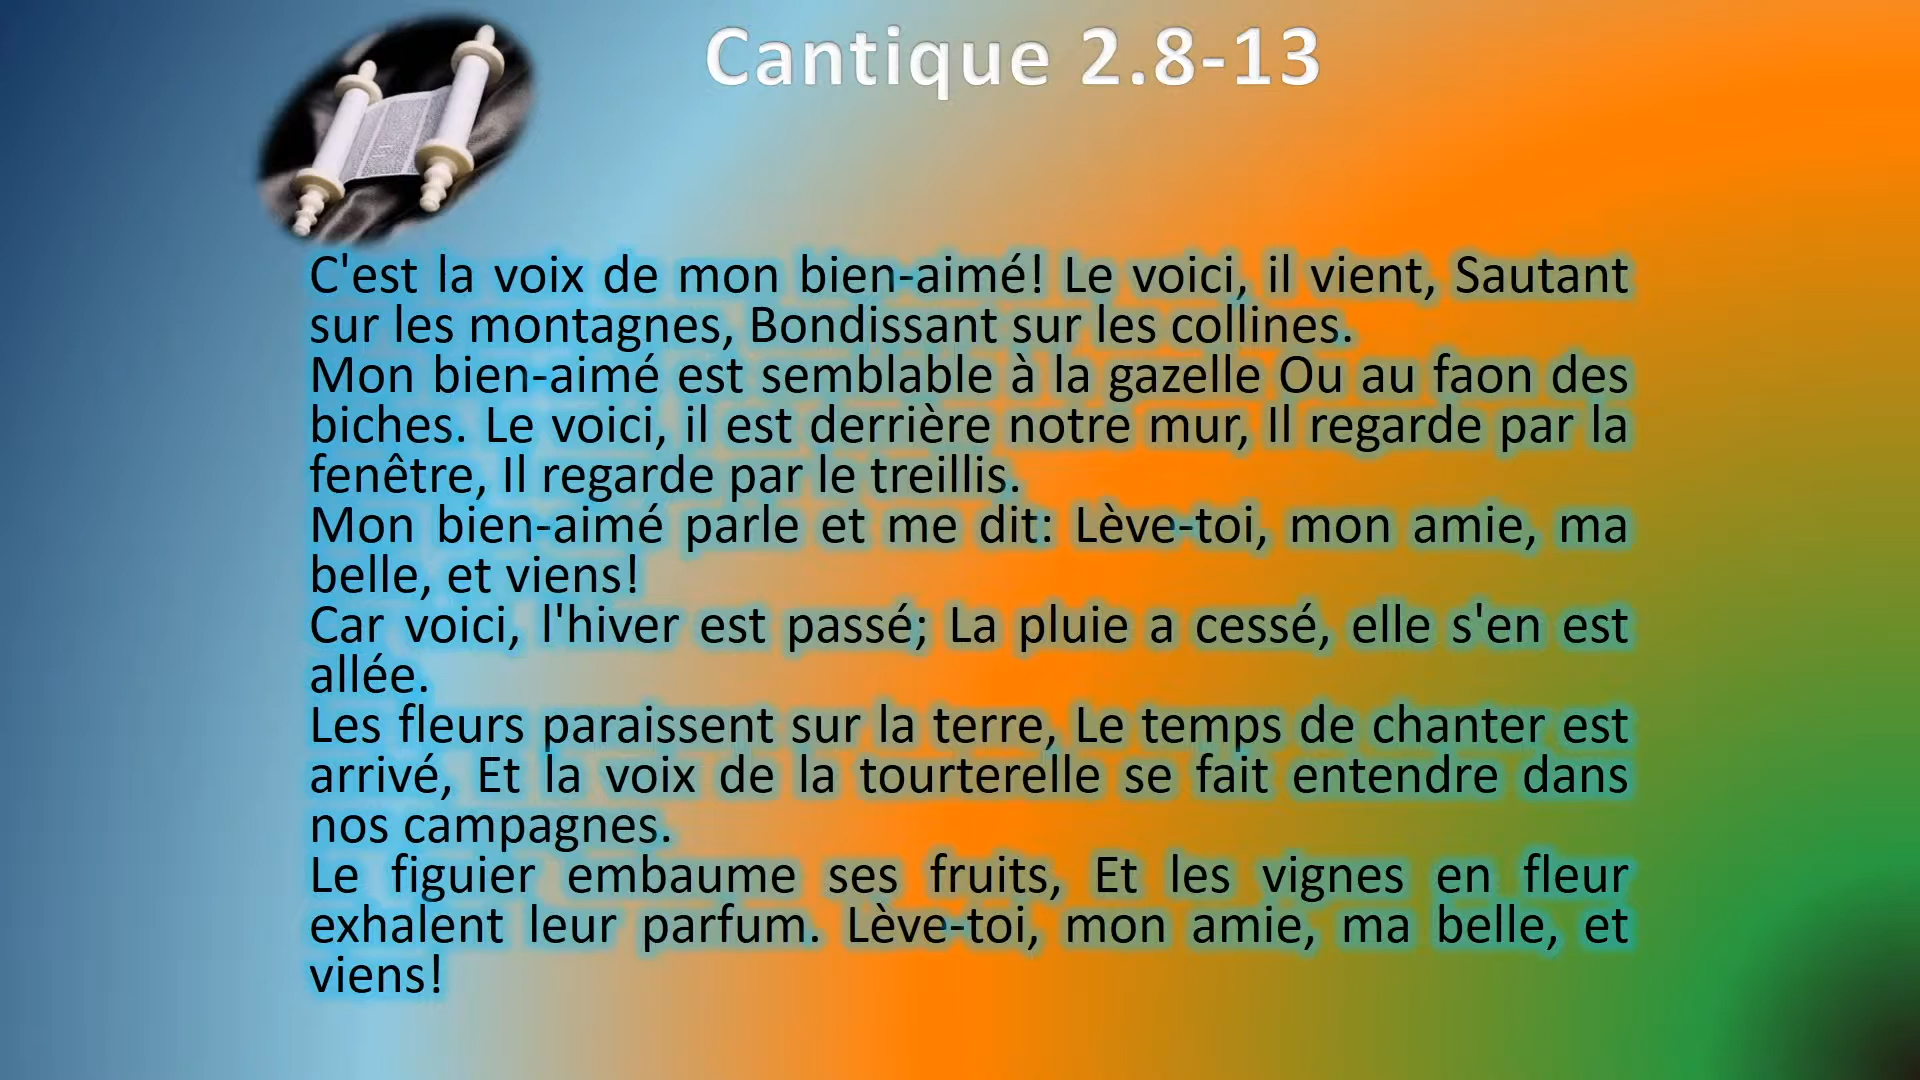 Cantique 2.8-13
C'est la voix de mon bien-aimé! Le voici, il vient, Sautant
sur les montagnes, Bondissant sur les collines.
Mon bien-aimé est semblable à la gazelle Ou au faon des
biches. Le voici, il est derrière notre mur, Il regarde par la
fenêtre, Il regarde par le treillis.
Mon bien-aimé parle et me dit: Lève-toi, mon amie, ma
belle, et viens!
Car voici, l'hiver est passé; La pluie a cessé, elle s'en est
allée.
Les fleurs paraissent sur la terre, Le temps de chanter est
arrivé, Et la voix de la tourterelle se fait entendre dans
nos campagnes.
Le figuier embaume ses fruits, Et les vignes en fleur
exhalent leur parfum. Lève-toi, mon amie, ma belle, et
viens!